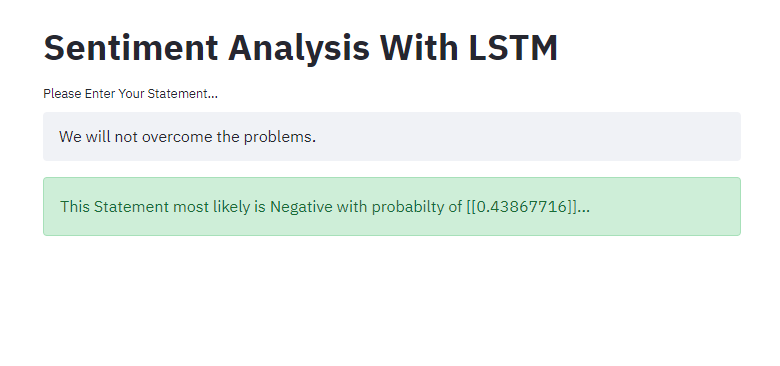 Sentiment Analysis With LSTM
Please Enter Your Statement...
We will not overcome the problems.
This Statement most likely is Negative with probabilty of [[0.43867716]]...